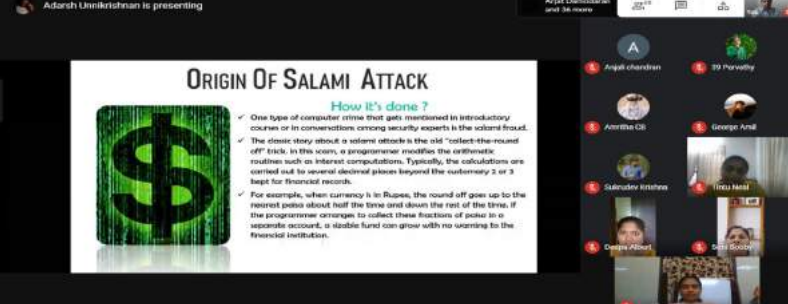 Adarsh Unnikrishnan is presenting
and 36 more
ORIGIN OF SALAMI ATTACK
How it's done ?
✓ One type of computer crime that gets mentioned in introductory
courses or in conversations among security experts is the salami fraud.
✓ The classic story about a salami attack is the old "collect-the-round
off" trick. In this scam, a programmer modifies the arithmetic
routines such as interest computations. Typically, the calculations are
carried out to several decimal places beyond the customary 2 or 3
kept for financial records.
✓ For example, when currency is in Rupees, the round off goes up to the
nearest paisa about half the time and down the rest of the time. If
the programmer arranges to collect these fractions of paisa in a
separate account, a sizable fund can grow with no warning to the
financial institution.
$
A
Anjali chandran
39 Parvathy
Amritha CB
George Amil
Sukrudev Krishna
Tintu Neal
Deepa Albert